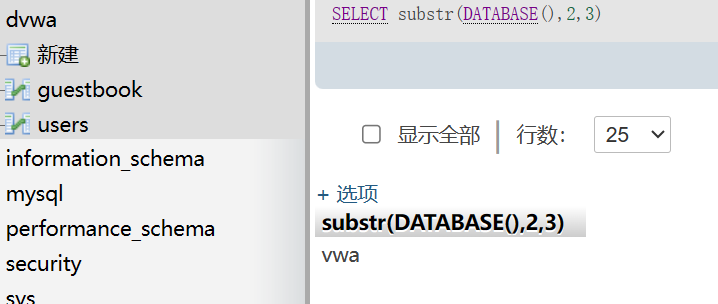 dvwa
新建
guestbook
users
information_schema
mysql
performance_schema
security
sys
SELECT substr(DATABASE(),2,3)
显示全部 行数： 25
+ 选项
substr(DATABASE(),2,3)
vwa